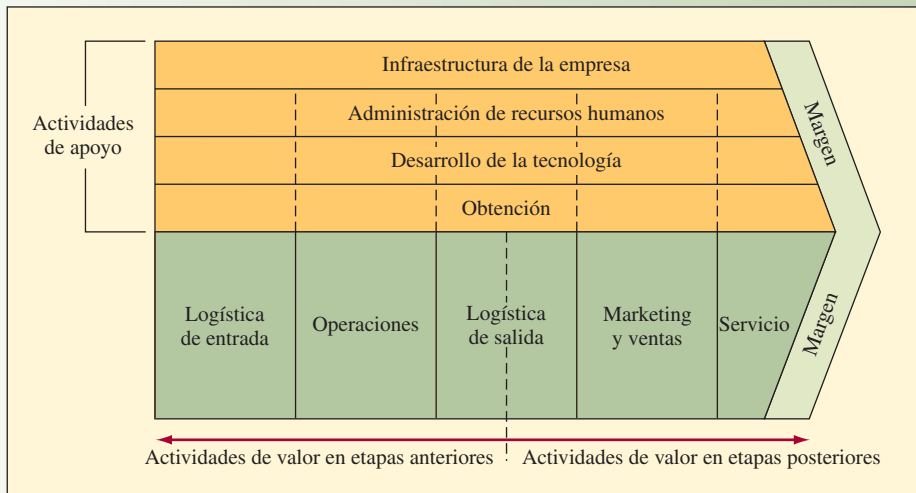 Infraestructura de la empresa
Administración de recursos humanos
Desarrollo de la tecnología
Obtención
Actividades
de apoyo
Margen
Logística
de entrada
Operaciones
Logística
de salida
Marketing
y ventas
Servicio
Margen
Actividades de valor en etapas anteriores
Actividades de valor en etapas posteriores